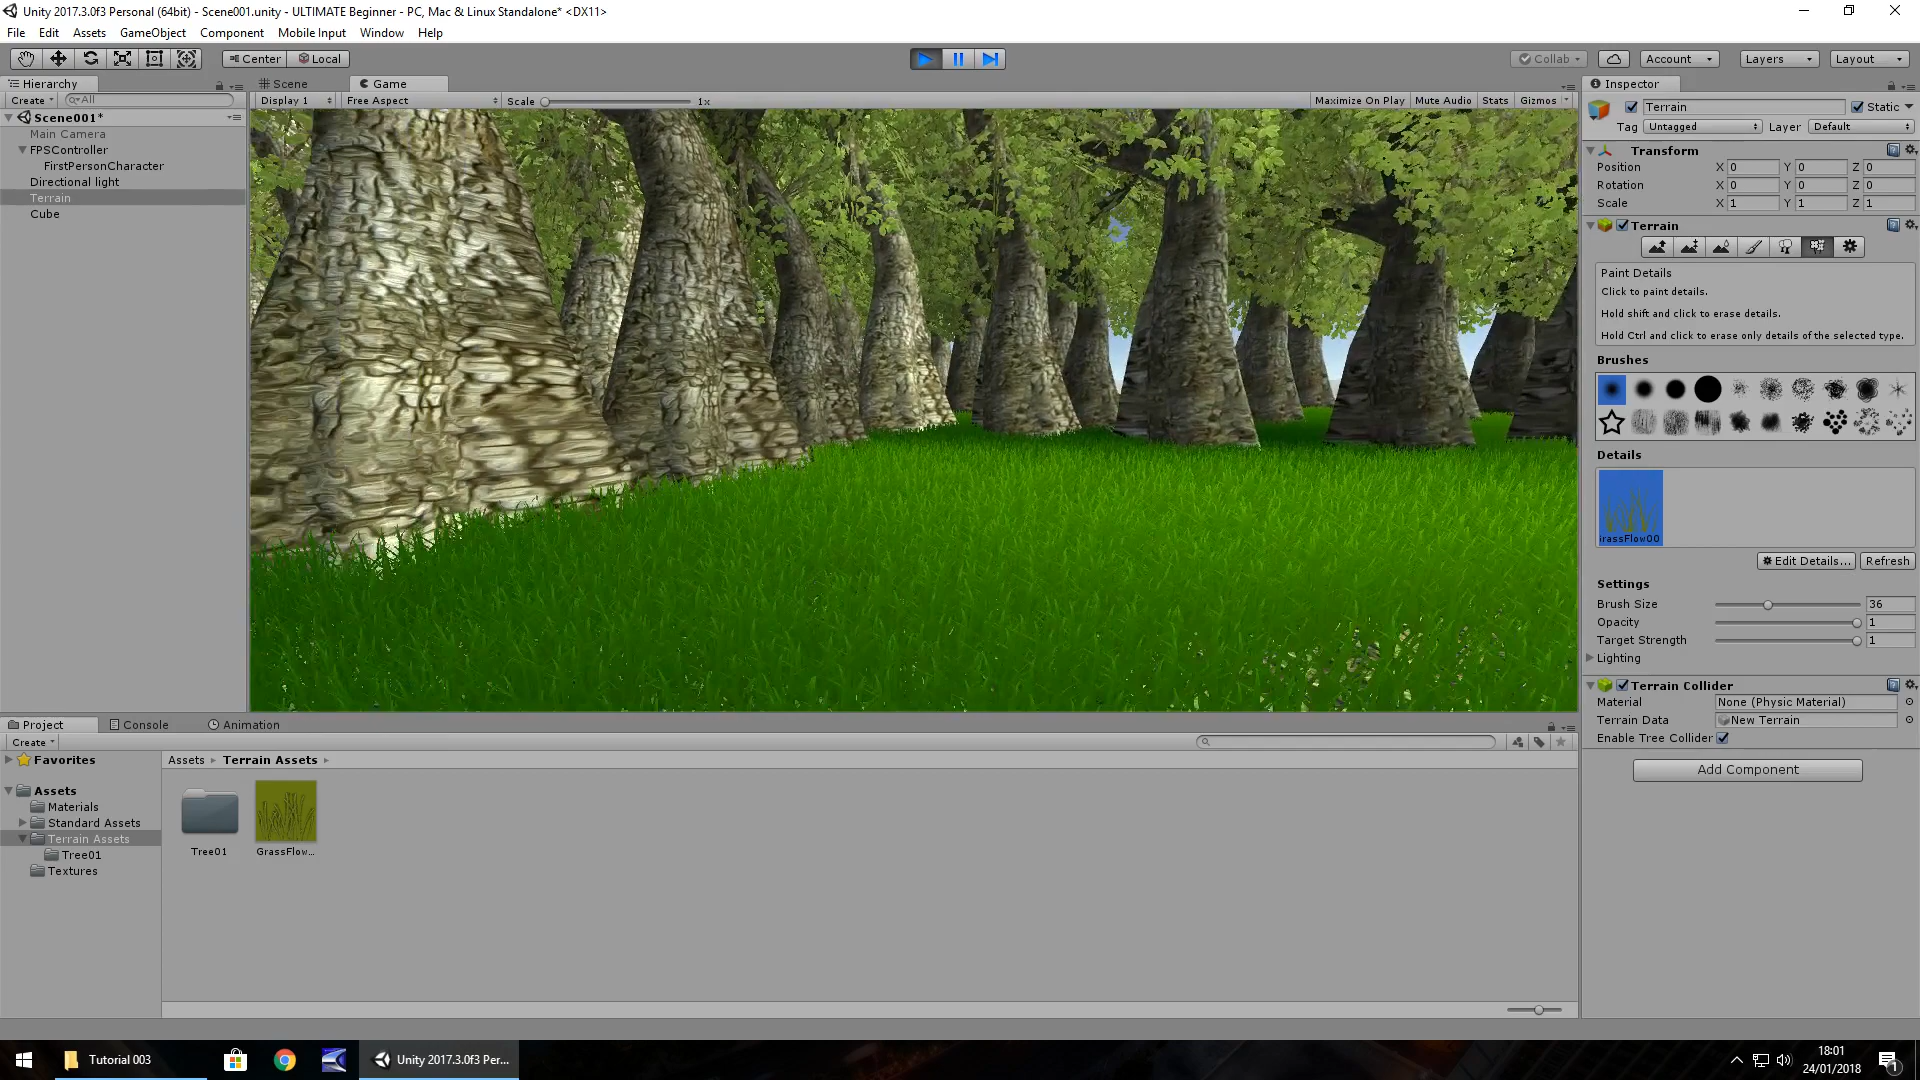 Unity 2017.3.0f3 Personal (64bit) - Scene001.unity - ULTIMATE Beginner - PC, Mac & Linux Standalone* <DX11>
File Edit Assets GameObject Component Mobile Input Window Help
Center Local Collab Account Layers Layout
Hierarchy
Create All
Scene001*
Main Camera
FPSController
FirstPersonCharacter
Directional light
Terrain
Cube
Scene Game
Display 1 Free Aspect Scale 1x Maximize On Play Mute Audio Stats Gizmos
Inspector
Terrain Static
Tag Untagged Layer Default
Transform
Position X 0 Y 0 Z 0
Rotation X 0 Y 0 Z 0
Scale X 1 Y 1 Z 1
Terrain
Paint Details
Click to paint details.
Hold shift and click to erase details.
Hold Ctrl and click to erase only details of the selected type.
Brushes
Details
GrassFlow00
Edit Details... Refresh
Settings
Brush Size 36
Opacity 1
Target Strength 1
Lighting
Terrain Collider
Material None (Physic Material)
Terrain Data New Terrain
Enable Tree Collider
Add Component
Project Console Animation
Create
Favorites
Assets
Materials
Standard Assets
Terrain Assets
Tree01
Textures
Assets Terrain Assets
Tree01 GrassFlow...
Tutorial 003
Unity 2017.3.0f3 Per...
18:01
24/01/2018
1